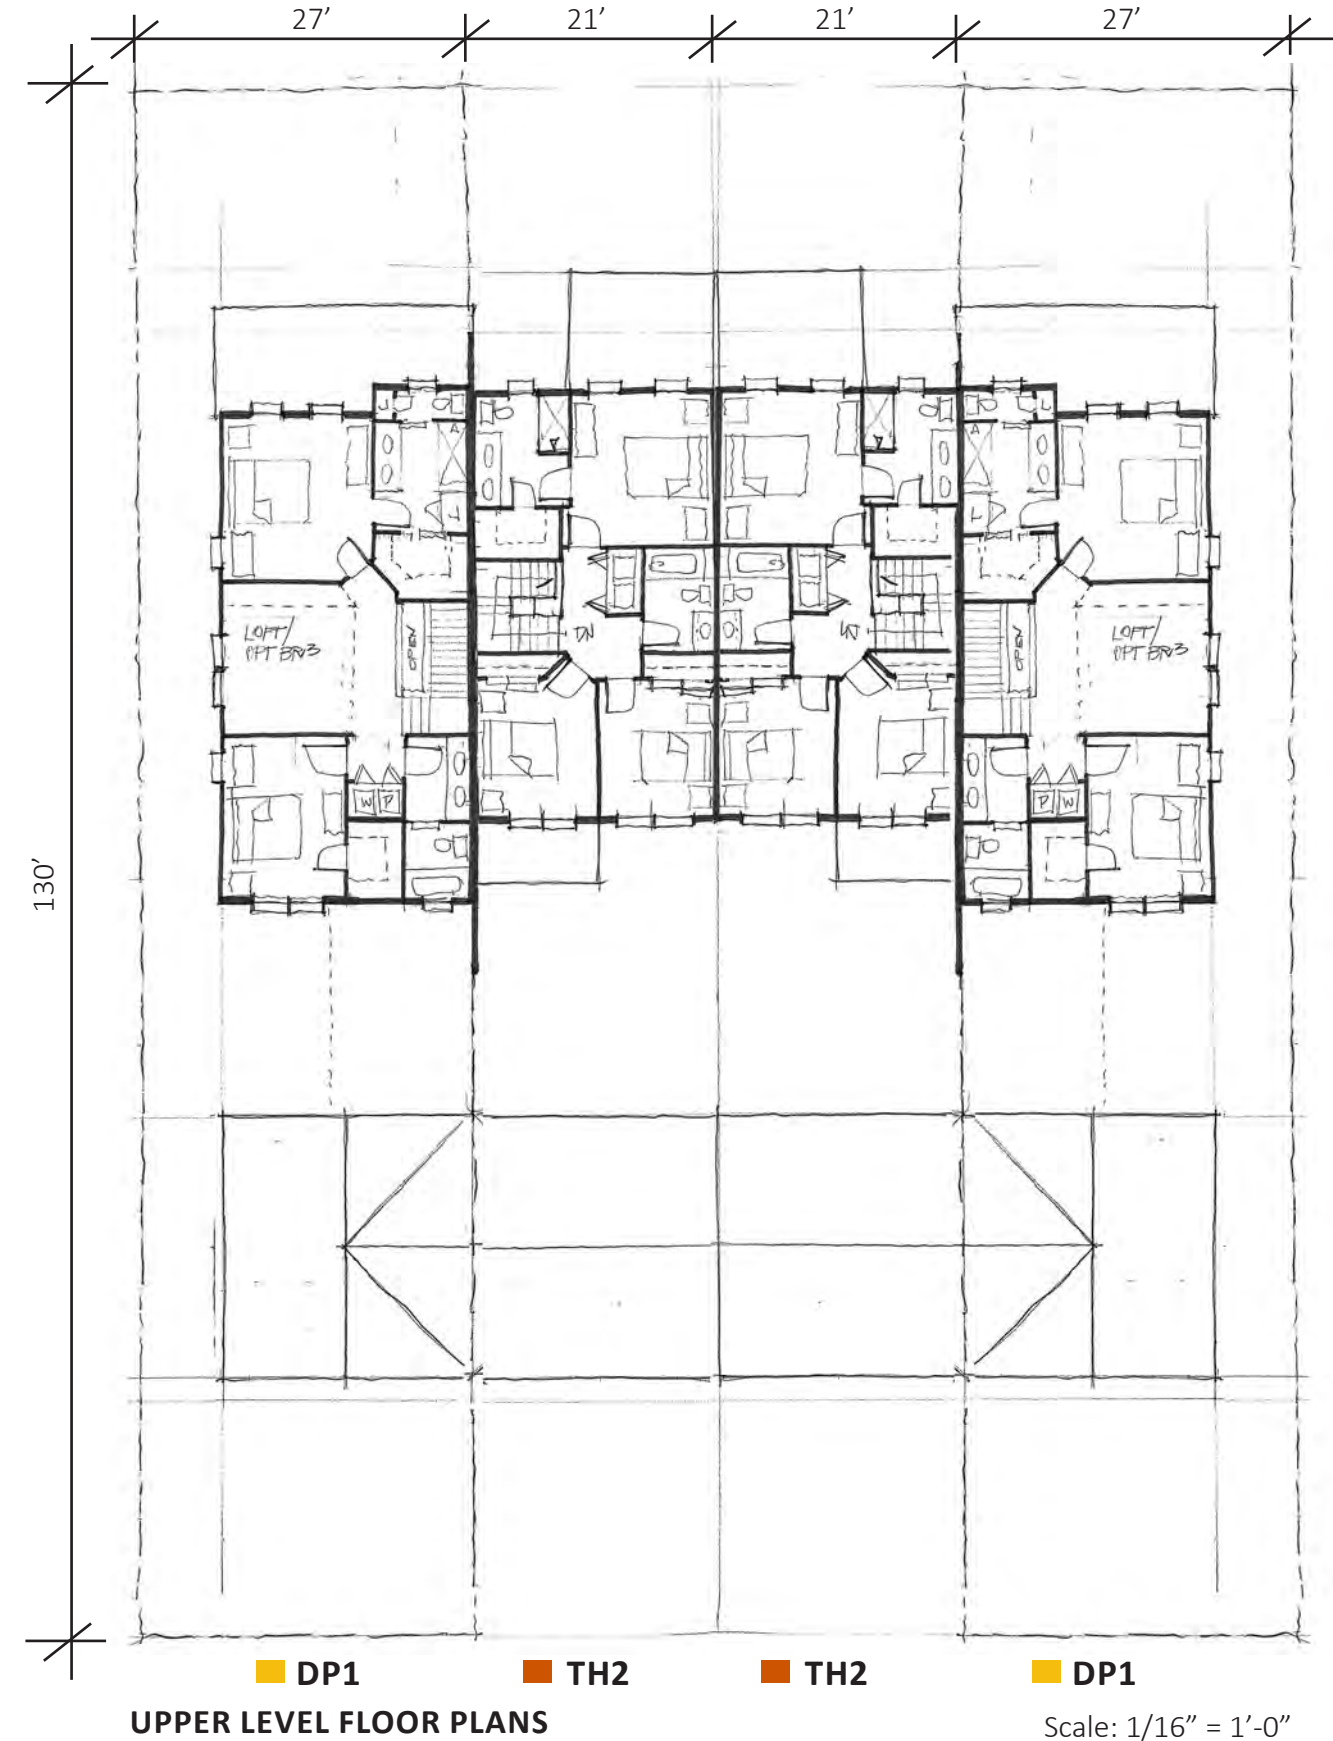 27’ 21’ 21’ 27’
130’
LOFT/ OPT BR3
OPEN
DN
DN
OPEN
LOFT/ OPT BR3
W D
D W
DP1 TH2 TH2 DP1
UPPER LEVEL FLOOR PLANS
Scale: 1/16” = 1’-0”